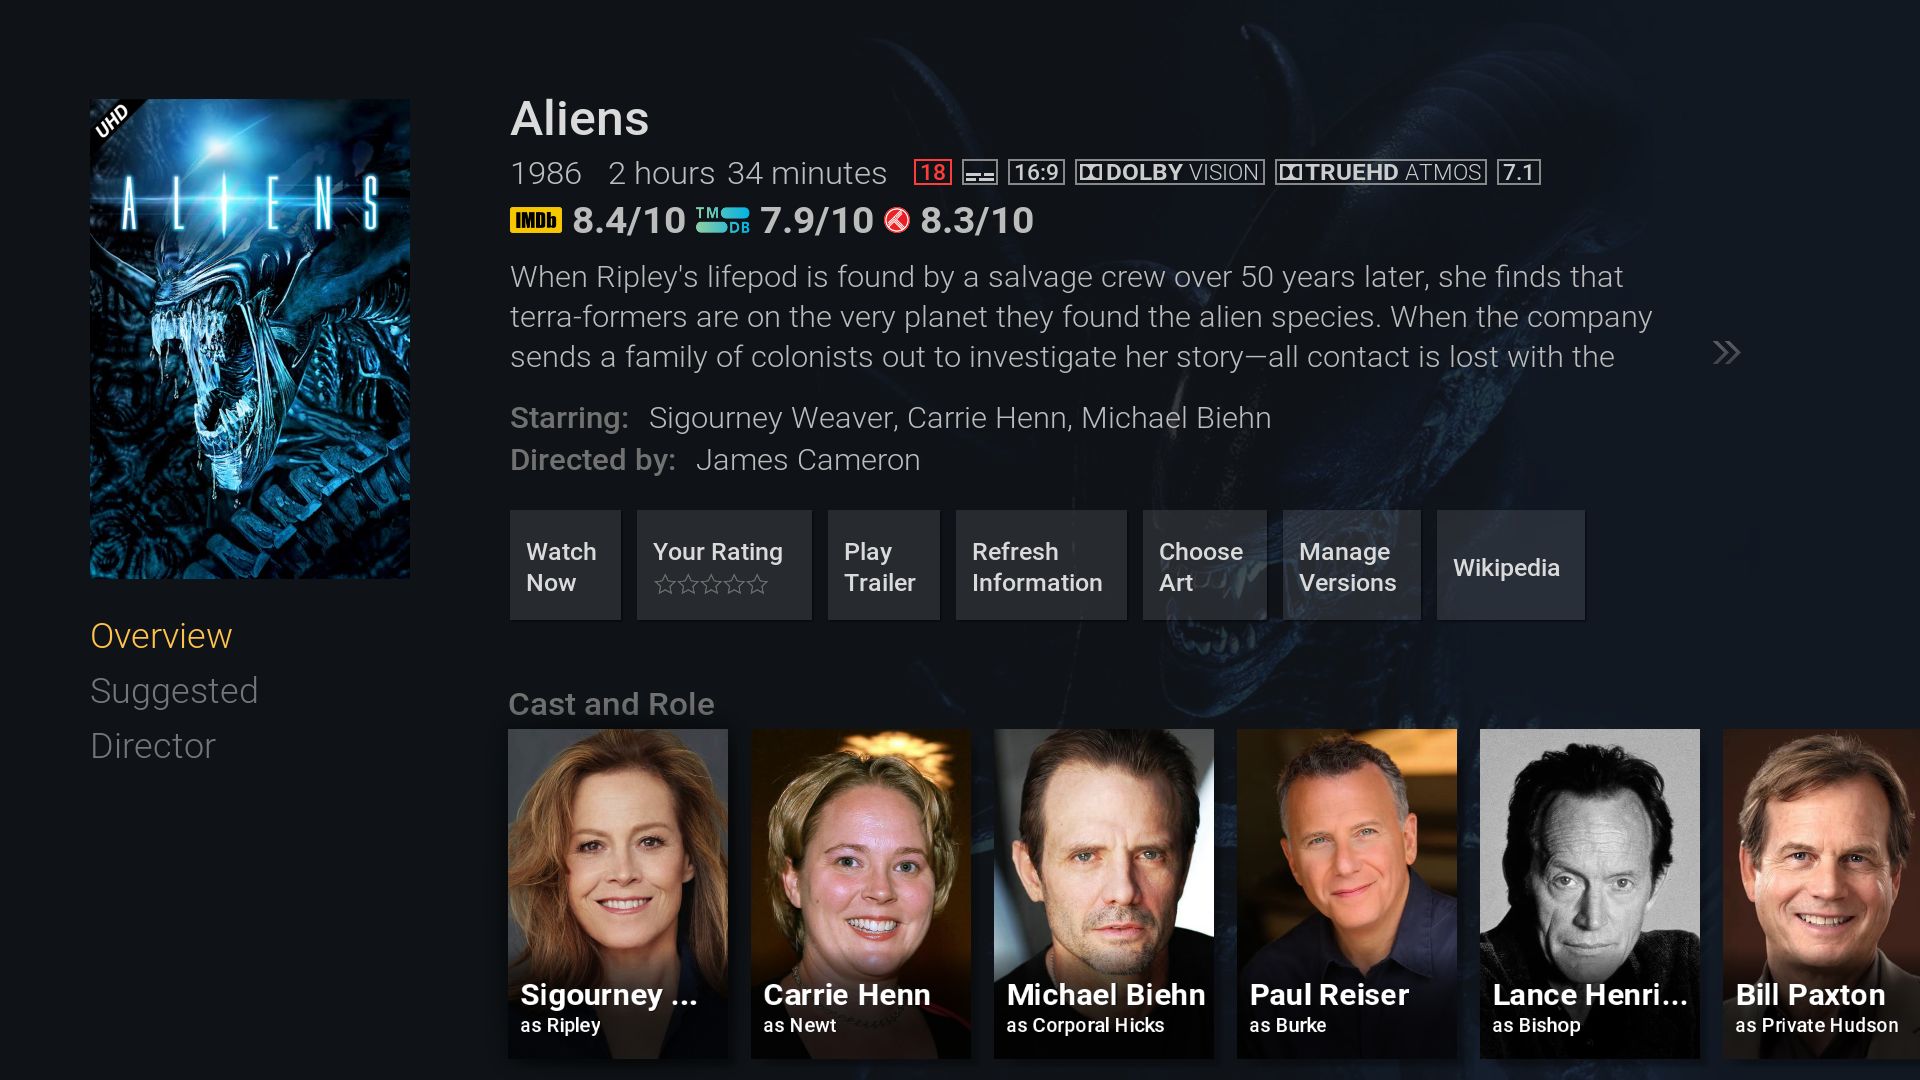 UHD
ALIENS
Aliens
1986 2 hours 34 minutes 18 16:9 DOLBY VISION TRUEHD ATMOS 7.1
IMDb 8.4/10 TMDB 7.9/10 8.3/10
When Ripley's lifepod is found by a salvage crew over 50 years later, she finds that
terra-formers are on the very planet they found the alien species. When the company
sends a family of colonists out to investigate her story—all contact is lost with the
Starring: Sigourney Weaver, Carrie Henn, Michael Biehn
Directed by: James Cameron
Watch
Now
Your Rating
Play
Trailer
Refresh
Information
Choose
Art
Manage
Versions
Wikipedia
Overview
Suggested
Director
Cast and Role
Sigourney ...
as Ripley
Carrie Henn
as Newt
Michael Biehn
as Corporal Hicks
Paul Reiser
as Burke
Lance Henri...
as Bishop
Bill Paxton
as Private Hudson